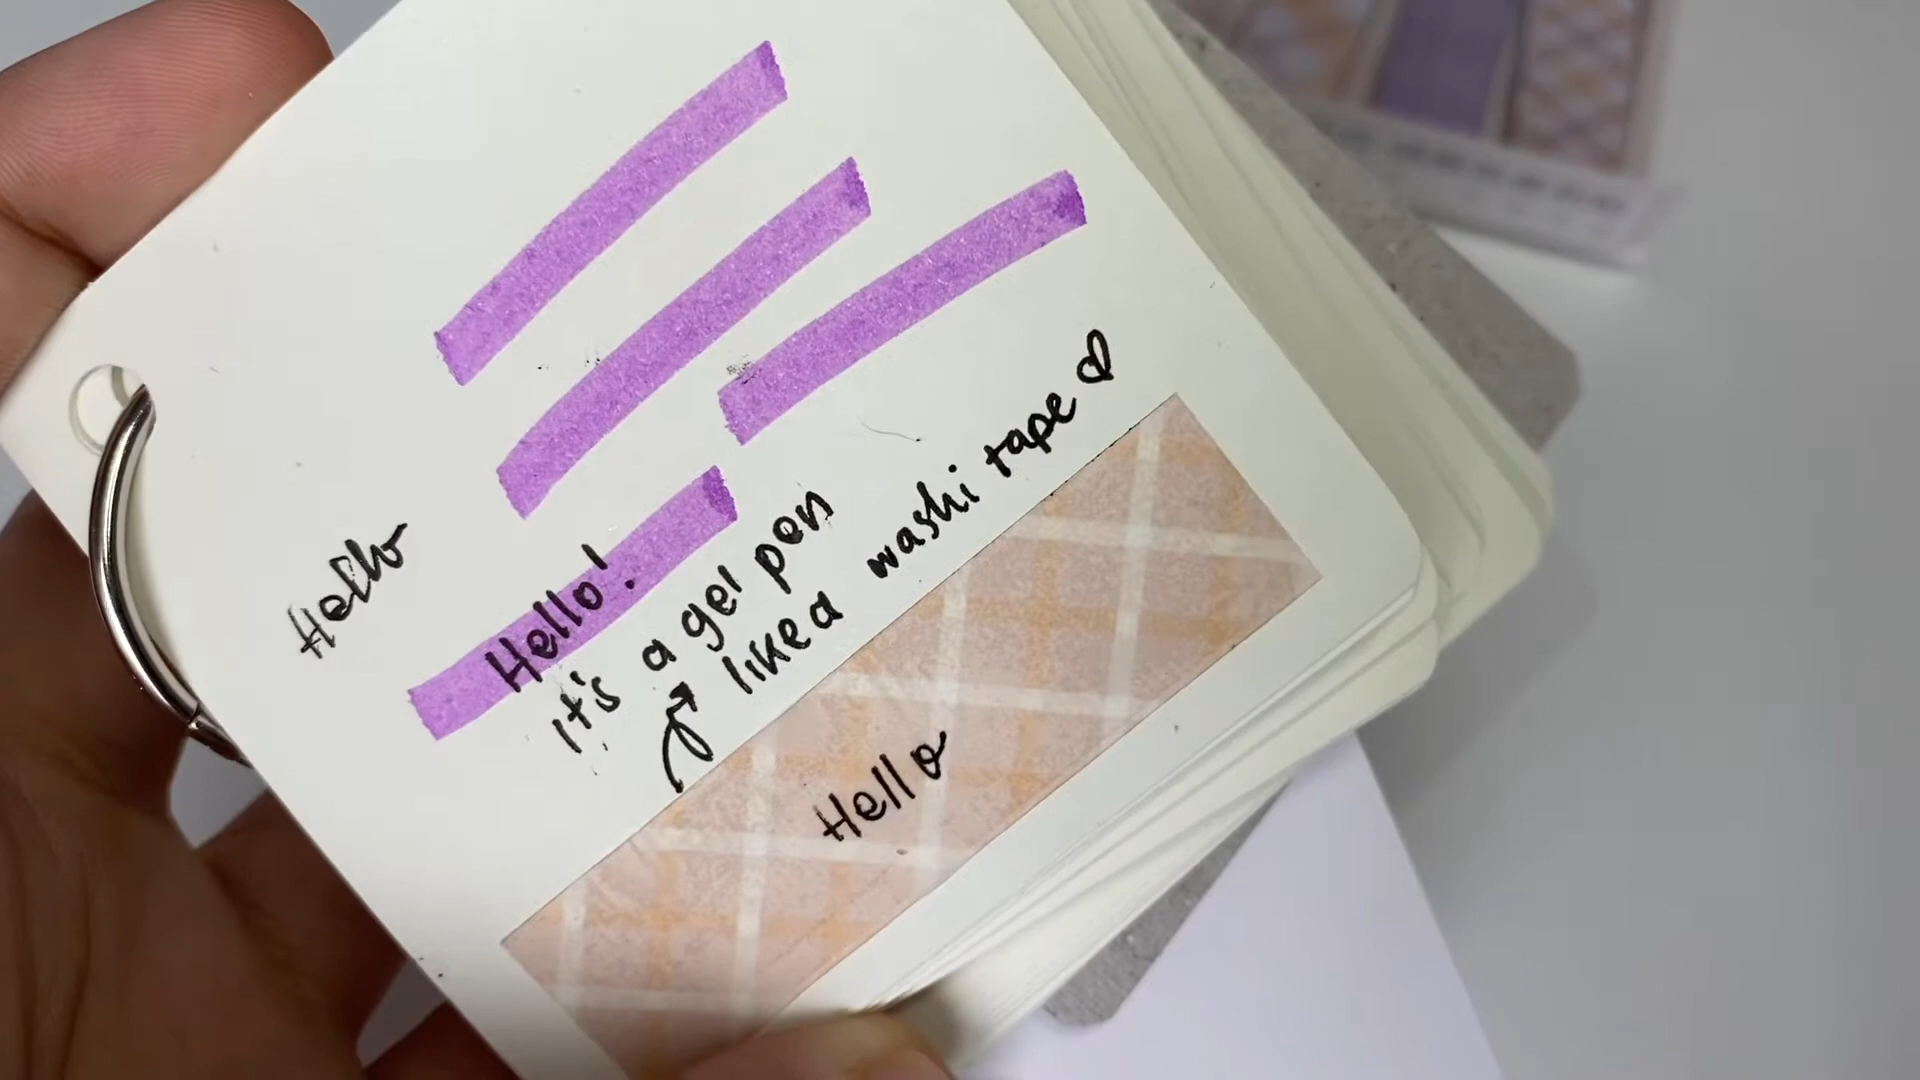 Hello
Hello!
it's a gel pen
like a washi tape
Hello